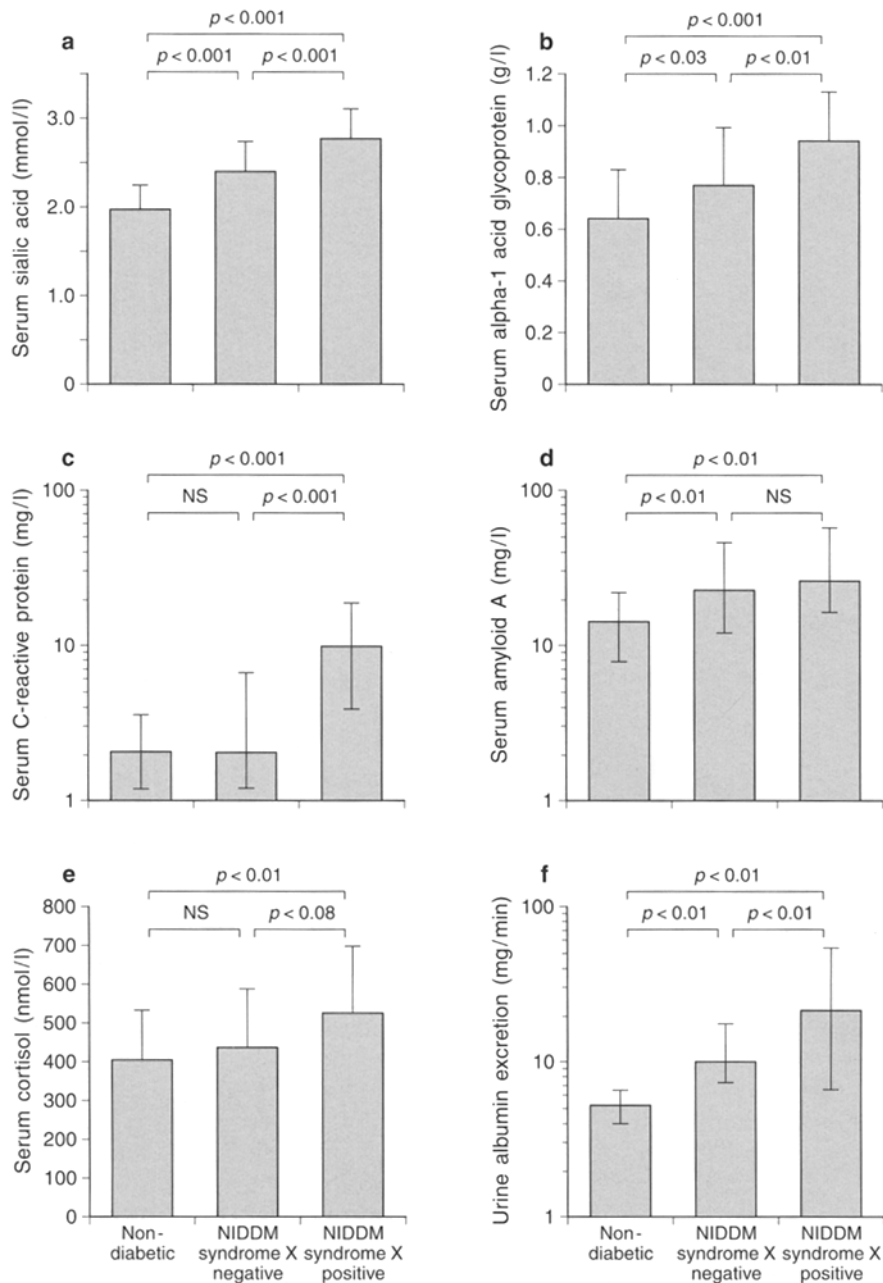 a
p < 0.001
p < 0.001
p < 0.001
Serum sialic acid (mmol/l)
3.0
2.0
1.0
0
b
p < 0.001
p < 0.03
p < 0.01
Serum alpha-1 acid glycoprotein (g/l)
1.2
1.0
0.8
0.6
0.4
0.2
0
c
p < 0.001
NS
p < 0.001
Serum C-reactive protein (mg/l)
100
10
1
d
p < 0.01
p < 0.01
NS
Serum amyloid A (mg/l)
100
10
1
e
p < 0.01
NS
p < 0.08
Serum cortisol (nmol/l)
800
700
600
500
400
300
200
100
0
Non-
diabetic
NIDDM
syndrome X
negative
NIDDM
syndrome X
positive
f
p < 0.01
p < 0.01
p < 0.01
Urine albumin excretion (mg/min)
100
10
1
Non-
diabetic
NIDDM
syndrome X
negative
NIDDM
syndrome X
positive